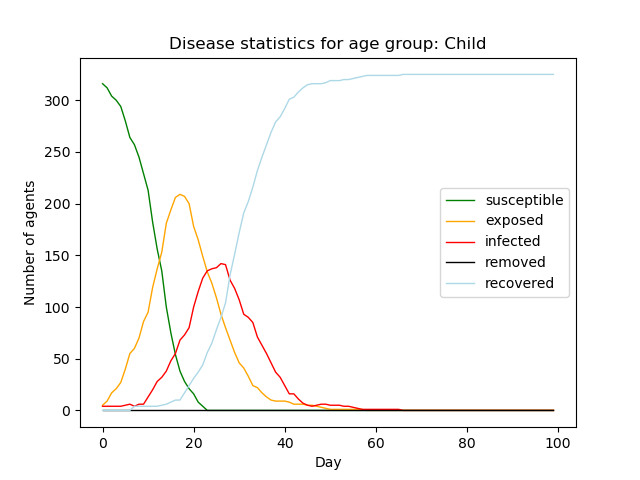 Disease statistics for age group: Child
Number of agents
300
250
200
150
100
50
0
susceptible
exposed
infected
removed
recovered
0 20 40 60 80 100
Day